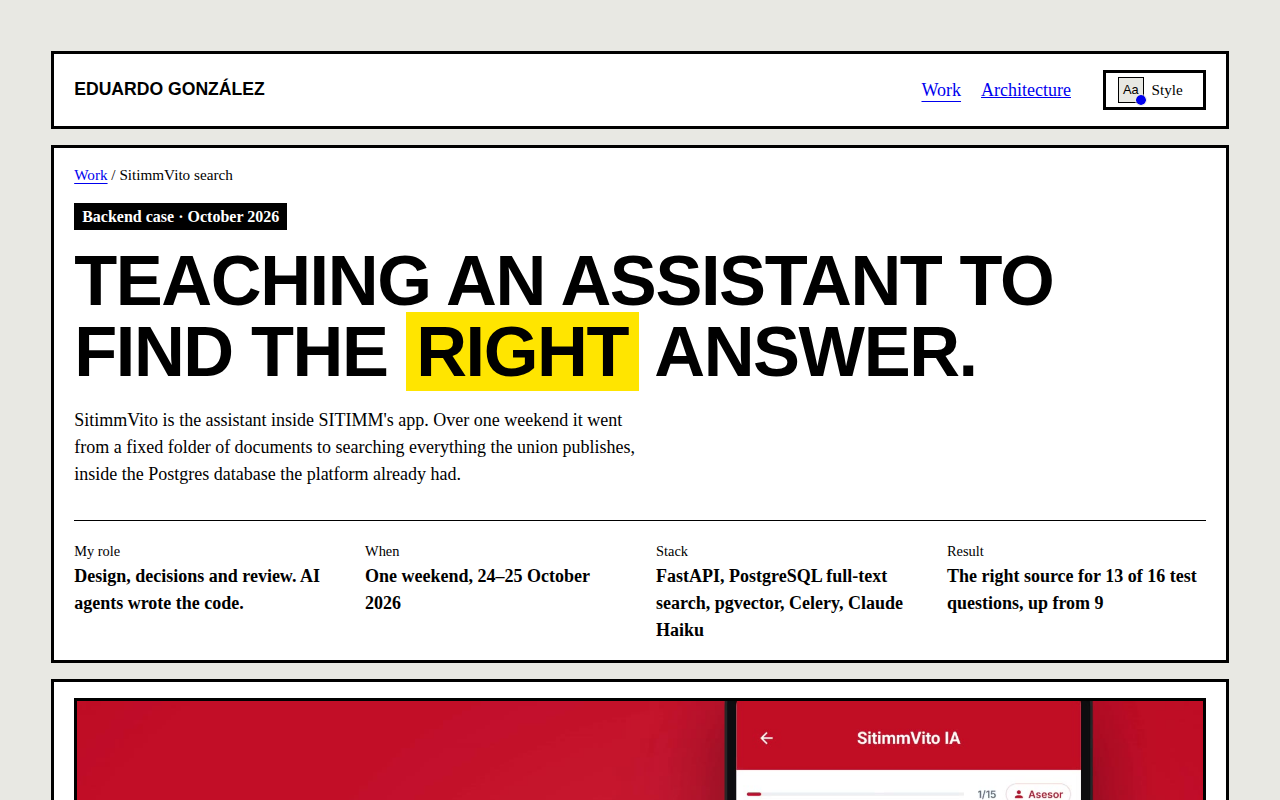 EDUARDO GONZÁLEZ
Work Architecture
Aa Style
Work / SitimmVito search
Backend case · October 2026
TEACHING AN ASSISTANT TO
FIND THE RIGHT ANSWER.
SitimmVito is the assistant inside SITIMM's app. Over one weekend it went
from a fixed folder of documents to searching everything the union publishes,
inside the Postgres database the platform already had.
My role
Design, decisions and review. AI
agents wrote the code.
When
One weekend, 24–25 October
2026
Stack
FastAPI, PostgreSQL full-text
search, pgvector, Celery, Claude
Haiku
Result
The right source for 13 of 16 test
questions, up from 9
SitimmVito IA
1/15
Asesor